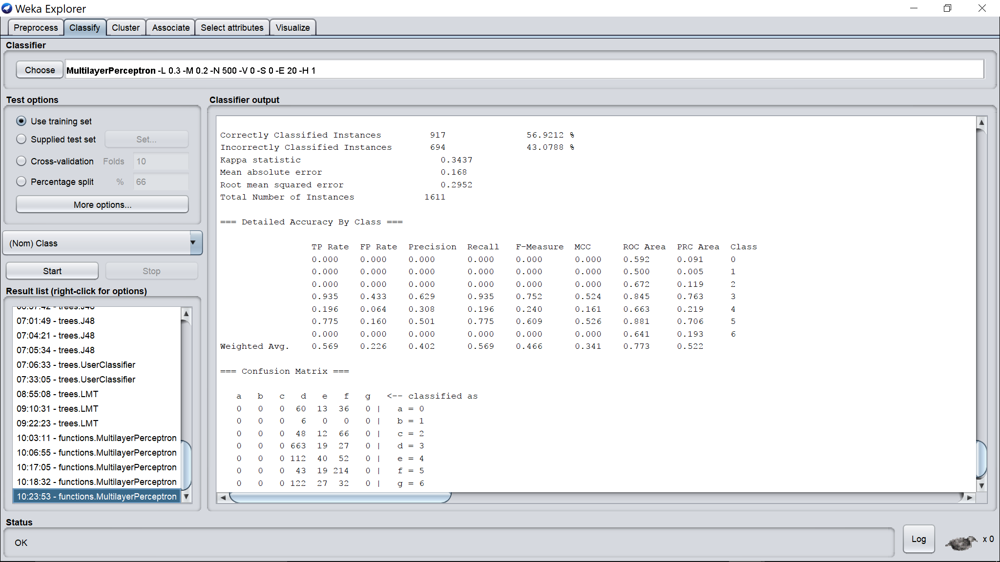 Weka Explorer
Preprocess Classify Cluster Associate Select attributes Visualize
Classifier
Choose MultilayerPerceptron -L 0.3 -M 0.2 -N 500 -V 0 -S 0 -E 20 -H 1
Test options
Use training set
Supplied test set Set...
Cross-validation Folds 10
Percentage split % 66
More options...
(Nom) Class
Start Stop
Result list (right-click for options)
06:57:42 - trees.J48
07:01:49 - trees.J48
07:04:21 - trees.J48
07:05:34 - trees.J48
07:06:33 - trees.UserClassifier
07:33:05 - trees.UserClassifier
08:55:08 - trees.LMT
09:10:31 - trees.LMT
09:22:23 - trees.LMT
10:03:11 - functions.MultilayerPerceptron
10:06:55 - functions.MultilayerPerceptron
10:17:05 - functions.MultilayerPerceptron
10:18:32 - functions.MultilayerPerceptron
10:23:53 - functions.MultilayerPerceptron
Classifier output
Correctly Classified Instances 917 56.9212 %
Incorrectly Classified Instances 694 43.0788 %
Kappa statistic 0.3437
Mean absolute error 0.168
Root mean squared error 0.2952
Total Number of Instances 1611
=== Detailed Accuracy By Class ===
TP Rate FP Rate Precision Recall F-Measure MCC ROC Area PRC Area Class
0.000 0.000 0.000 0.000 0.000 0.000 0.592 0.091 0
0.000 0.000 0.000 0.000 0.000 0.000 0.500 0.005 1
0.000 0.000 0.000 0.000 0.000 0.000 0.672 0.119 2
0.935 0.433 0.629 0.935 0.752 0.524 0.845 0.763 3
0.196 0.064 0.308 0.196 0.240 0.161 0.663 0.219 4
0.775 0.160 0.501 0.775 0.609 0.526 0.881 0.706 5
0.000 0.000 0.000 0.000 0.000 0.000 0.641 0.193 6
Weighted Avg. 0.569 0.226 0.402 0.569 0.466 0.341 0.773 0.522
=== Confusion Matrix ===
a b c d e f g <-- classified as
0 0 0 60 13 36 0 | a = 0
0 0 0 6 0 0 0 | b = 1
0 0 0 48 12 66 0 | c = 2
0 0 0 663 19 27 0 | d = 3
0 0 0 112 40 52 0 | e = 4
0 0 0 43 19 214 0 | f = 5
0 0 0 122 27 32 0 | g = 6
Status
OK
Log
x 0